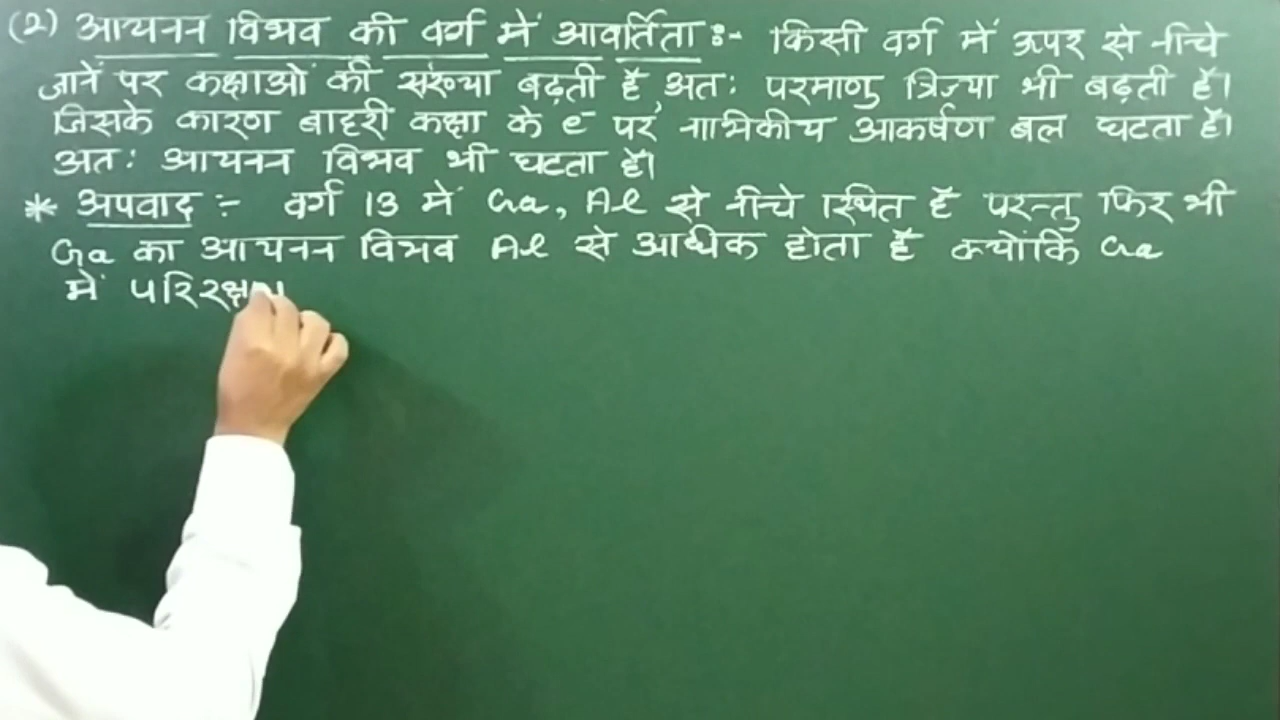 (2) आयनन विभव की वर्ग में आवर्तिता :- किसी वर्ग में ऊपर से नीचे
जाने पर कक्षाओं की संख्या बढ़ती है, अतः परमाणु त्रिज्या भी बढ़ती है।
जिसके कारण बाहरी कक्षा के e⁻ पर नाभिकीय आकर्षण बल घटता है।
अतः आयनन विभव भी घटता है।
* अपवाद :- वर्ग 13 में Ga, Al से नीचे स्थित है परन्तु फिर भी
Ga का आयनन विभव Al से अधिक होता है क्योंकि Ga
में परिरक्षण